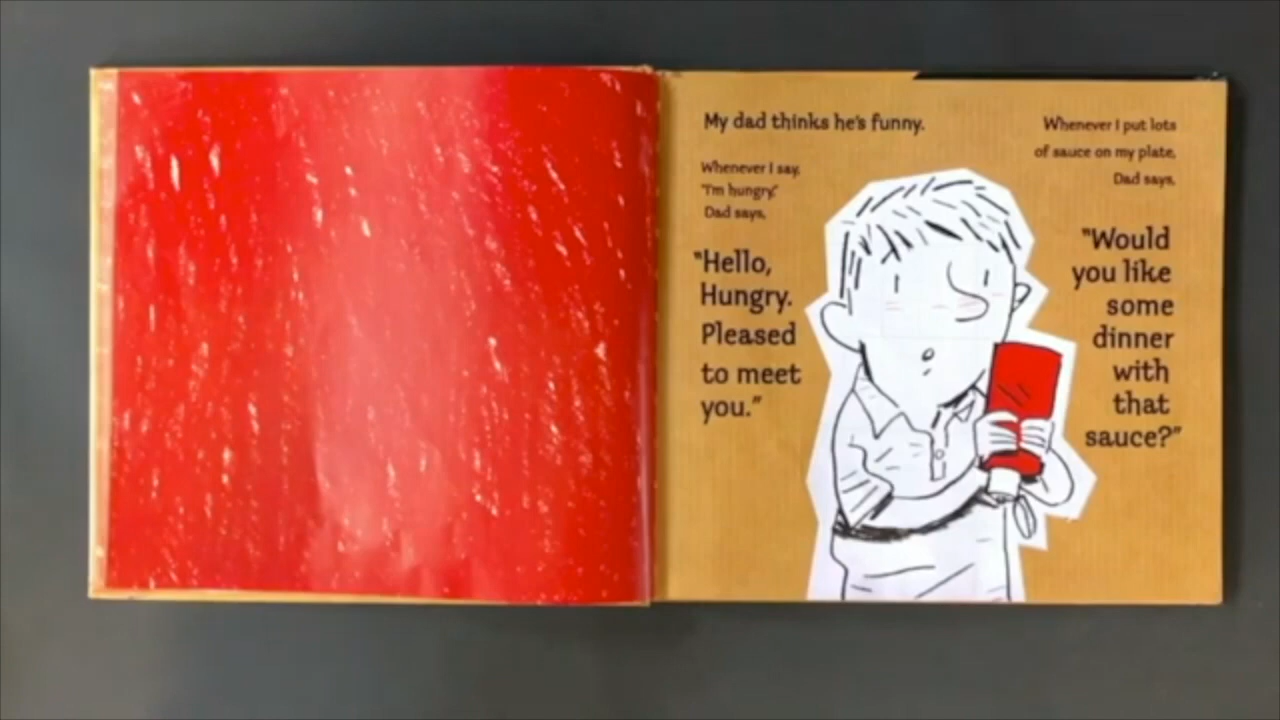 My dad thinks he's funny.
Whenever I say,
"I'm hungry,"
Dad says,
"Hello,
Hungry.
Pleased
to meet
you."
Whenever I put lots
of sauce on my plate,
Dad says,
"Would
you like
some
dinner
with
that
sauce?"